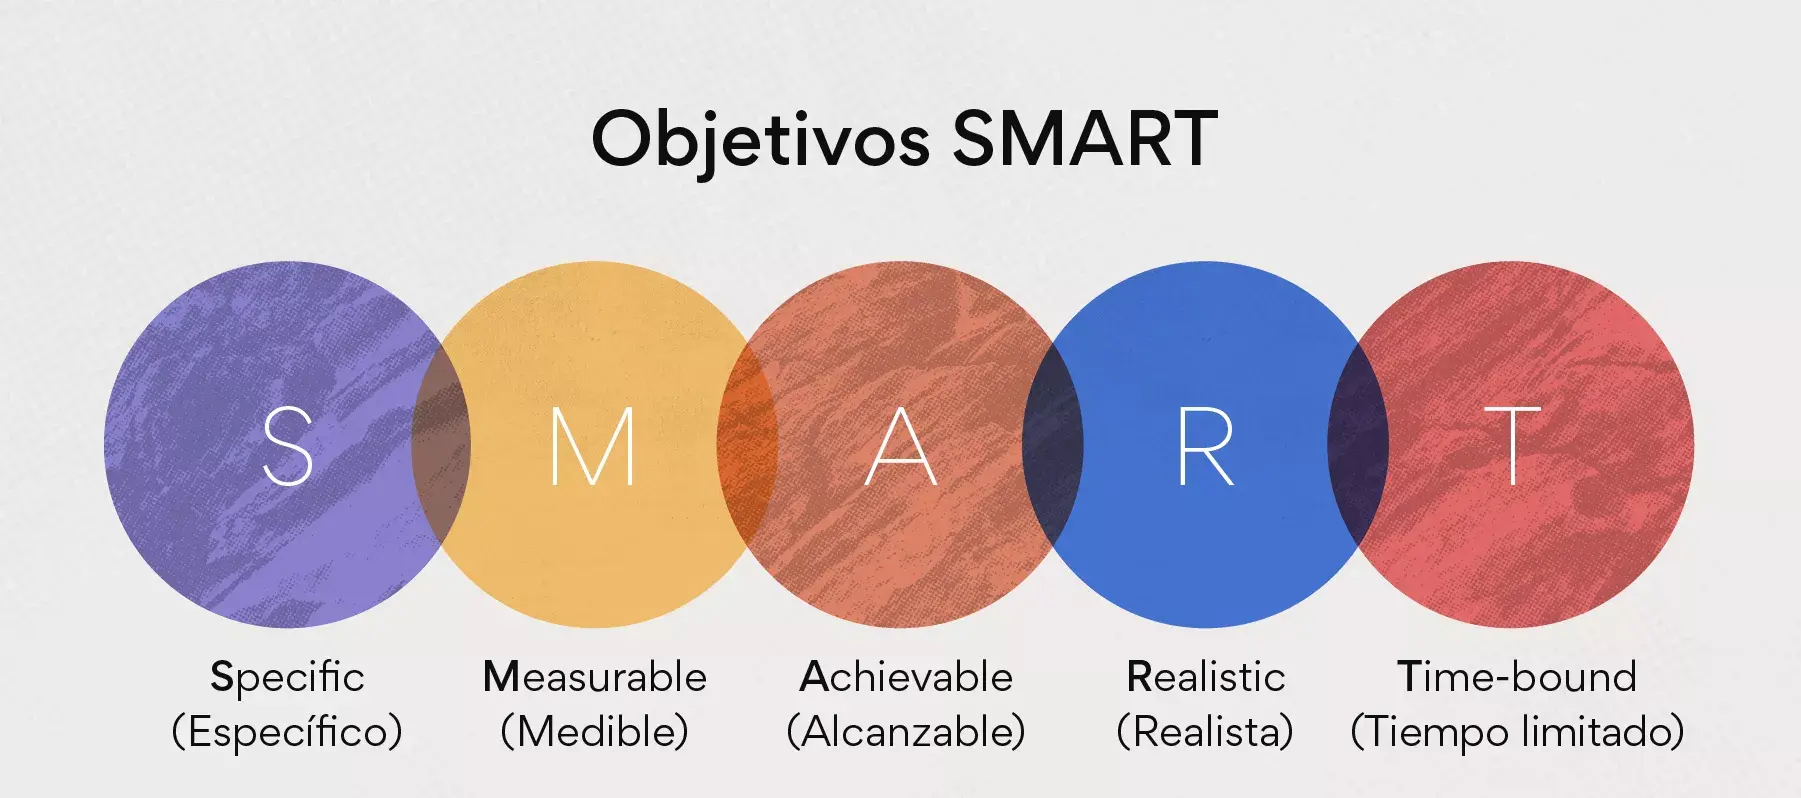 Objetivos SMART
S M A R T
Specific
(Específico)
Measurable
(Medible)
Achievable
(Alcanzable)
Realistic
(Realista)
Time-bound
(Tiempo limitado)